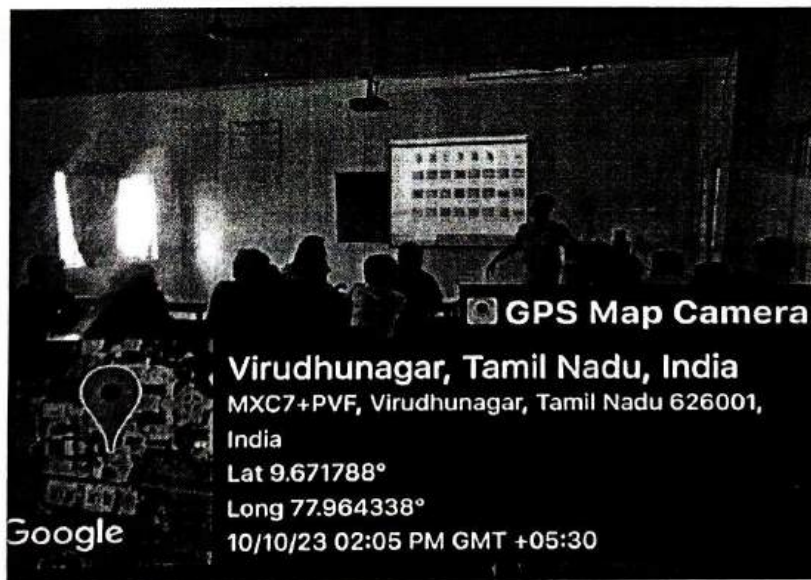 GPS Map Camera
Virudhunagar, Tamil Nadu, India
MXC7+PVF, Virudhunagar, Tamil Nadu 626001,
India
Lat 9.671788°
Long 77.964338°
10/10/23 02:05 PM GMT +05:30
Google